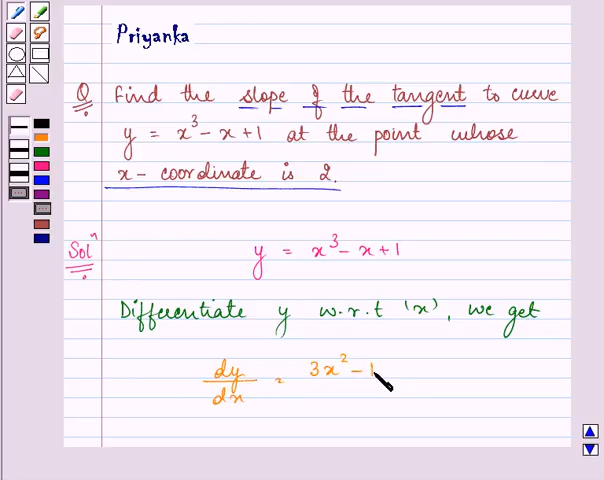 Priyanka
Q Find the slope of the tangent to curve
y = x³ - x + 1 at the point whose
x - coordinate is 2.
Solⁿ y = x³ - x + 1
Differentiate y w.r.t 'x', we get
dy/dx = 3x² - 1